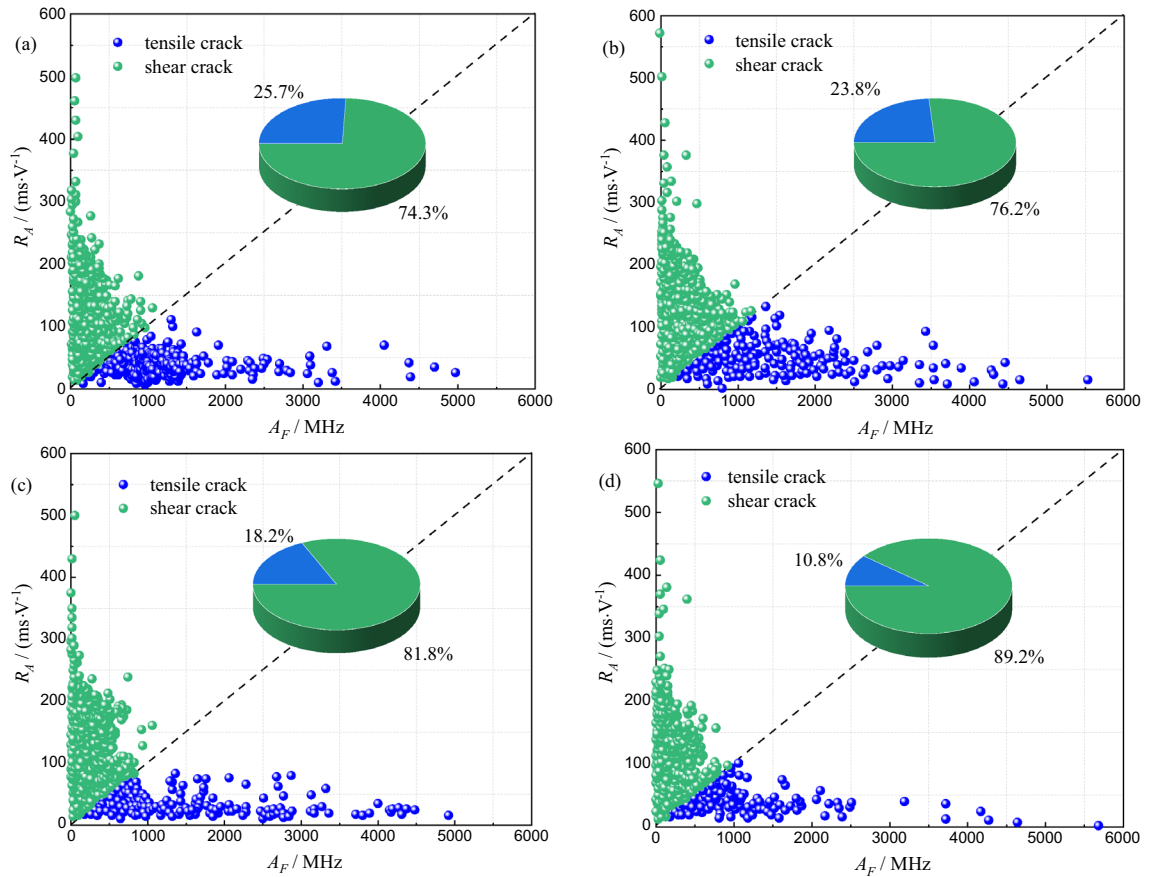 (a)
tensile crack
shear crack
25.7%
74.3%
600
500
400
300
200
100
0
R_A / (ms·V⁻¹)
0 1000 2000 3000 4000 5000 6000
A_F / MHz
(b)
tensile crack
shear crack
23.8%
76.2%
600
500
400
300
200
100
0
R_A / (ms·V⁻¹)
0 1000 2000 3000 4000 5000 6000
A_F / MHz
(c)
tensile crack
shear crack
18.2%
81.8%
600
500
400
300
200
100
0
R_A / (ms·V⁻¹)
0 1000 2000 3000 4000 5000 6000
A_F / MHz
(d)
tensile crack
shear crack
10.8%
89.2%
600
500
400
300
200
100
0
R_A / (ms·V⁻¹)
0 1000 2000 3000 4000 5000 6000
A_F / MHz